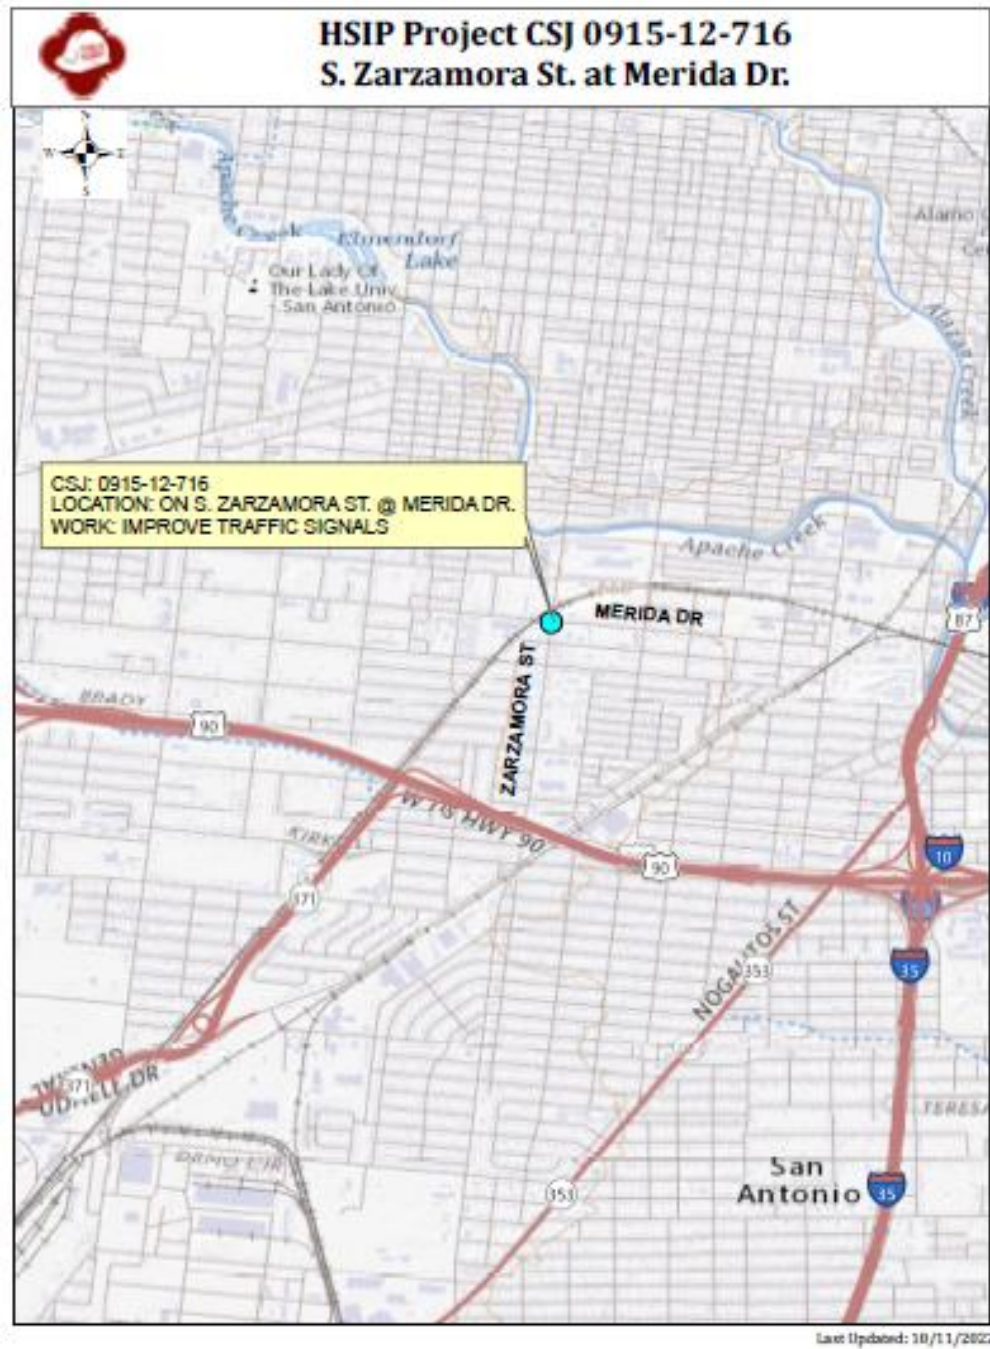 HSIP Project CSJ 0915-12-716
S. Zarzamora St. at Merida Dr.
N
W
E
S
Apache
Creek
Elmendorf
Lake
Our Lady Of
The Lake Univ
San Antonio
Alamo
Alazan Creek
CSJ: 0915-12-716
LOCATION: ON S. ZARZAMORA ST. @ MERIDA DR.
WORK: IMPROVE TRAFFIC SIGNALS
Apache Creek
MERIDA DR
87
ZARZAMORA ST
BRADY
90
W US HWY 90
90
10
371
NOGALITOS ST
353
35
371
DR
TERESA
San
Antonio
353
35